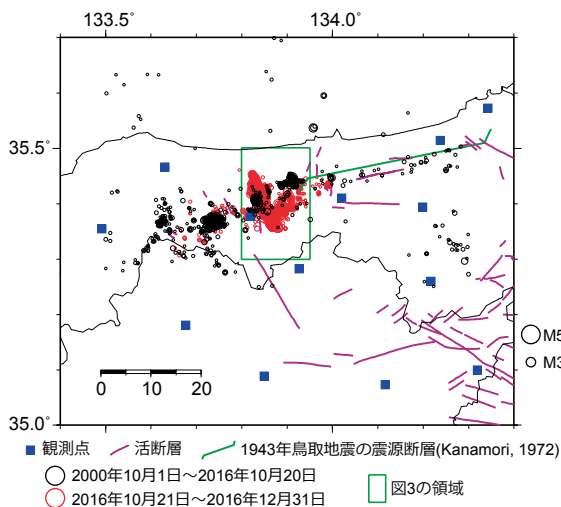 133.5° 134.0°
35.5°
M5
M3
0 10 20
35.0°
観測点 活断層 1943年鳥取地震の震源断層(Kanamori, 1972)
2000年10月1日～2016年10月20日
2016年10月21日～2016年12月31日
図3の領域